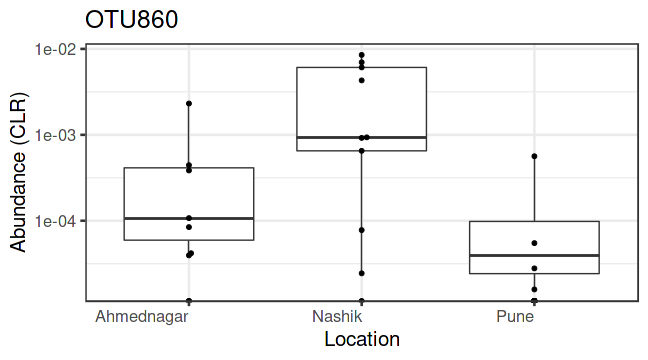 OTU860
Abundance (CLR)
1e-02
1e-03
1e-04
Ahmednagar
Nashik
Pune
Location